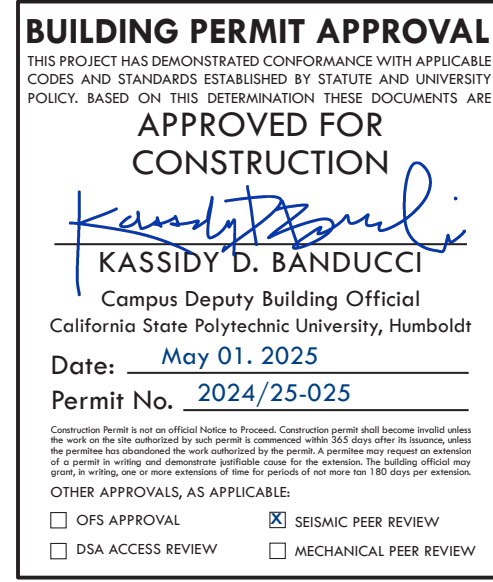 BUILDING PERMIT APPROVAL
THIS PROJECT HAS DEMONSTRATED CONFORMANCE WITH APPLICABLE
CODES AND STANDARDS ESTABLISHED BY STATUTE AND UNIVERSITY
POLICY. BASED ON THIS DETERMINATION THESE DOCUMENTS ARE
APPROVED FOR
CONSTRUCTION
KASSIDY D. BANDUCCI
Campus Deputy Building Official
California State Polytechnic University, Humboldt
Date: May 01. 2025
Permit No. 2024/25-025
Construction Permit is not an official Notice to Proceed. Construction permit shall become invalid unless
the work on the site authorized by such permit is commenced within 365 days after its issuance, unless
the permitee has abandoned the work authorized by the permit. A permitee may request an extension
of a permit in writing and demonstrate justifiable cause for the extension. The building official may
grant, in writing, one or more extensions of time for periods of not more tan 180 days per extension.
OTHER APPROVALS, AS APPLICABLE:
OFS APPROVAL X SEISMIC PEER REVIEW
DSA ACCESS REVIEW MECHANICAL PEER REVIEW